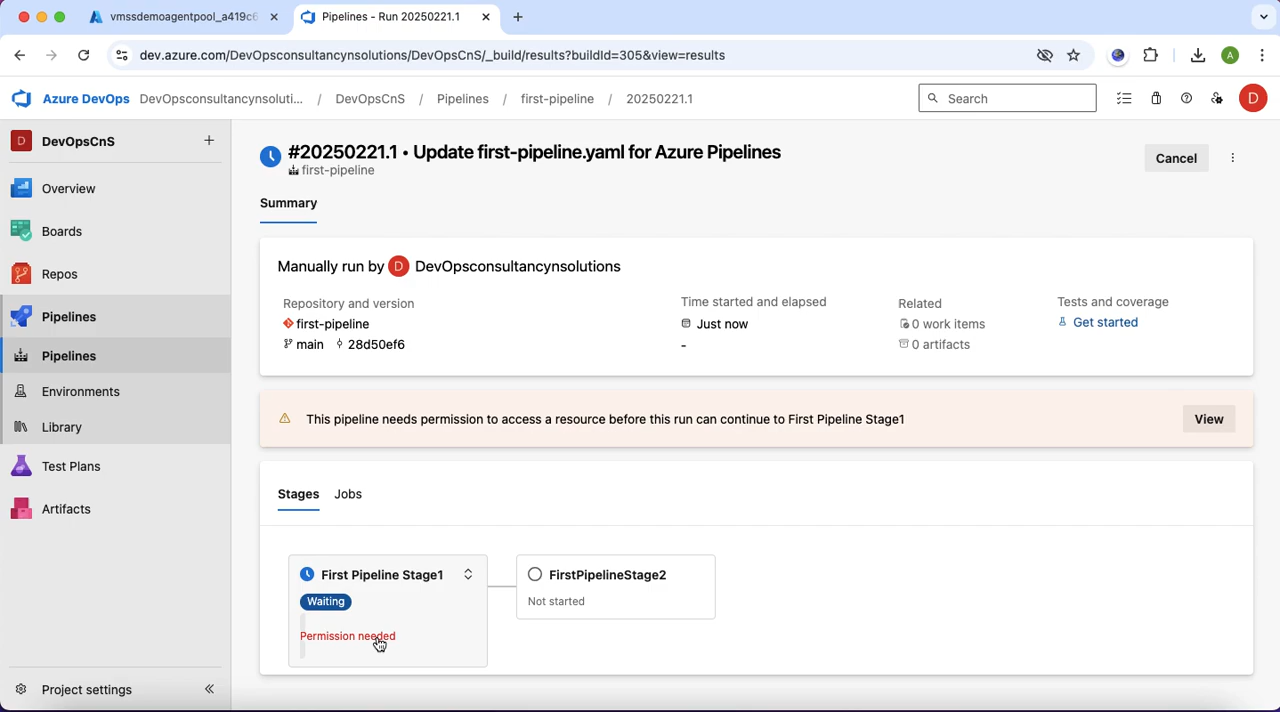 vmssdemoagentpool_a419c6
Pipelines - Run 20250221.1
dev.azure.com/DevOpsconsultancynsolutions/DevOpsCnS/_build/results?buildId=305&view=results
A
Azure DevOps DevOpsconsultancynsoluti... / DevOpsCnS / Pipelines / first-pipeline / 20250221.1
Search
D
D DevOpsCnS
Overview
Boards
Repos
Pipelines
Pipelines
Environments
Library
Test Plans
Artifacts
Project settings
#20250221.1 • Update first-pipeline.yaml for Azure Pipelines
first-pipeline
Cancel
Summary
Manually run by D DevOpsconsultancynsolutions
Repository and version
first-pipeline
main 28d50ef6
Time started and elapsed
Just now
-
Related
0 work items
0 artifacts
Tests and coverage
Get started
This pipeline needs permission to access a resource before this run can continue to First Pipeline Stage1
View
Stages Jobs
First Pipeline Stage1
Waiting
Permission needed
FirstPipelineStage2
Not started